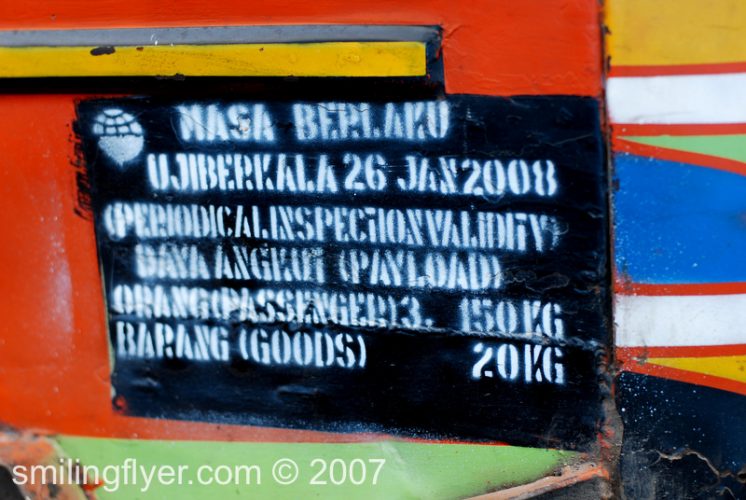 MASA BERLAKU
UJI BERKALA 26 JAN 2008
(PERIODICAL INSPECTION VALIDITY)
DAYA ANGKUT (PAYLOAD)
ORANG (PASSENGER) 3. 150 KG
BARANG (GOODS) 20 KG
smilingflyer.com © 2007